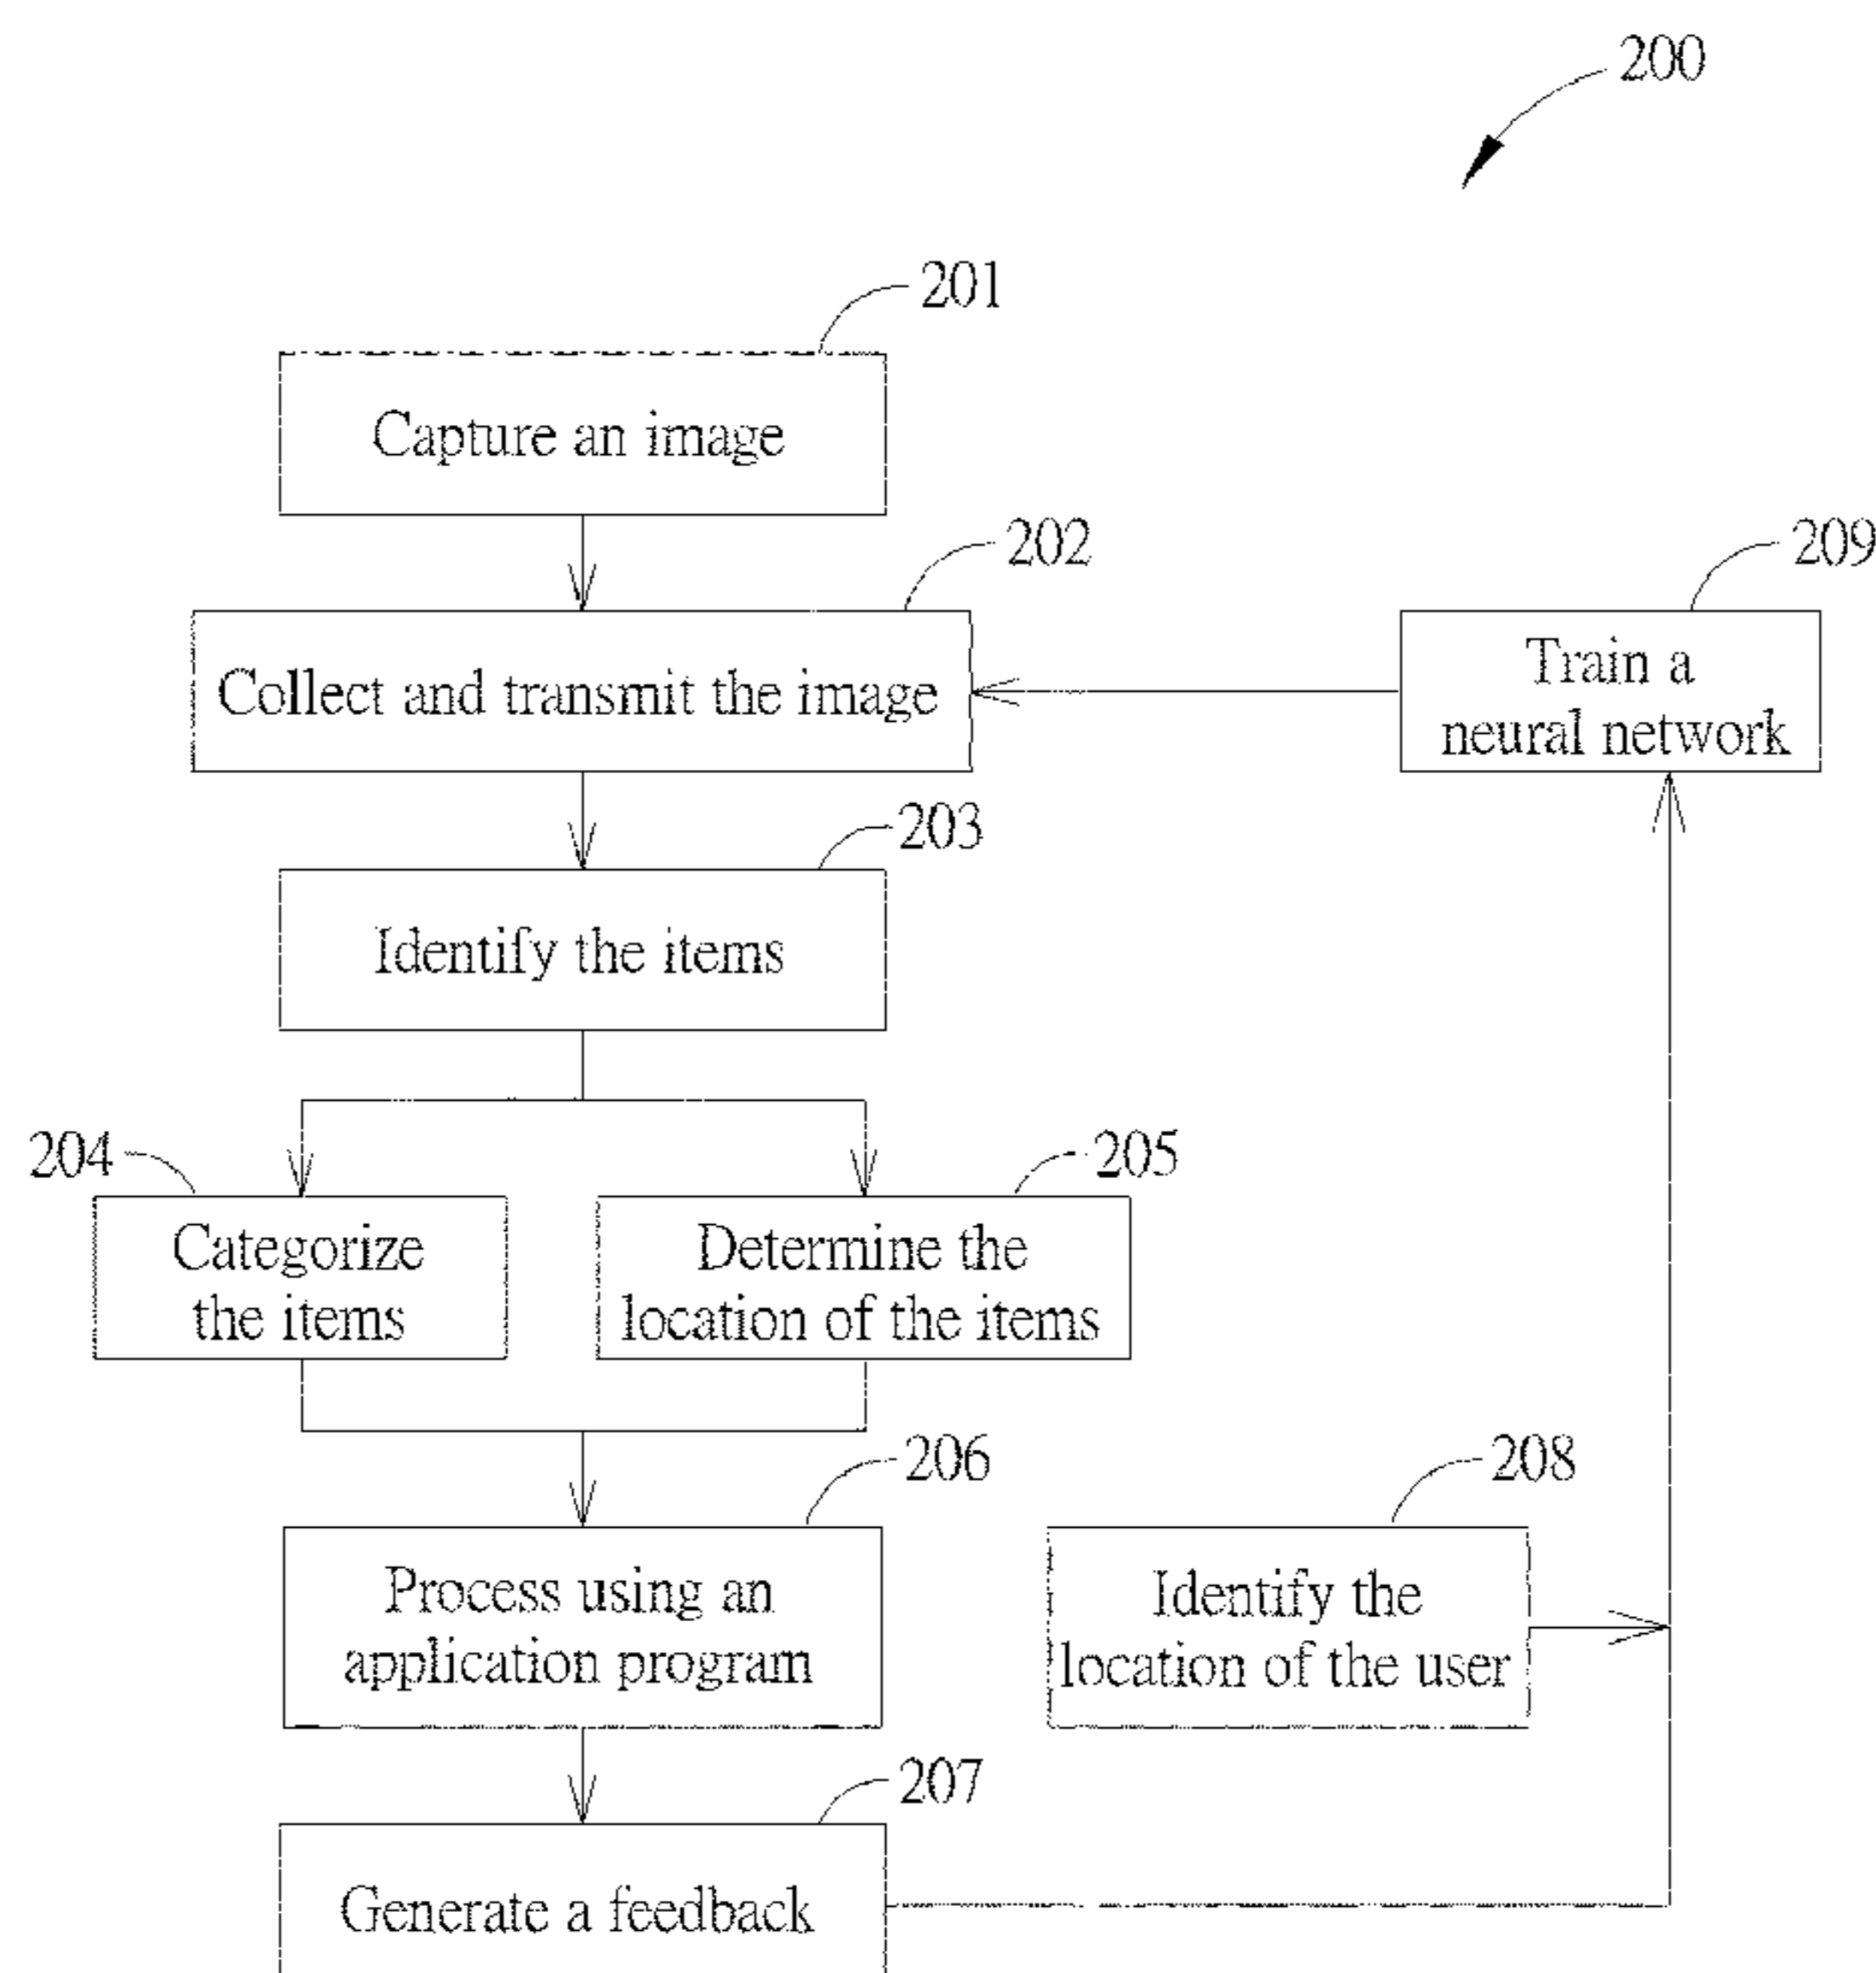 200
201
Capture an image
202
Collect and transmit the image
209
Train a
neural network
203
Identify the items
204
Categorize
the items
205
Determine the
location of the items
206
Process using an
application program
208
Identify the
location of the user
207
Generate a feedback